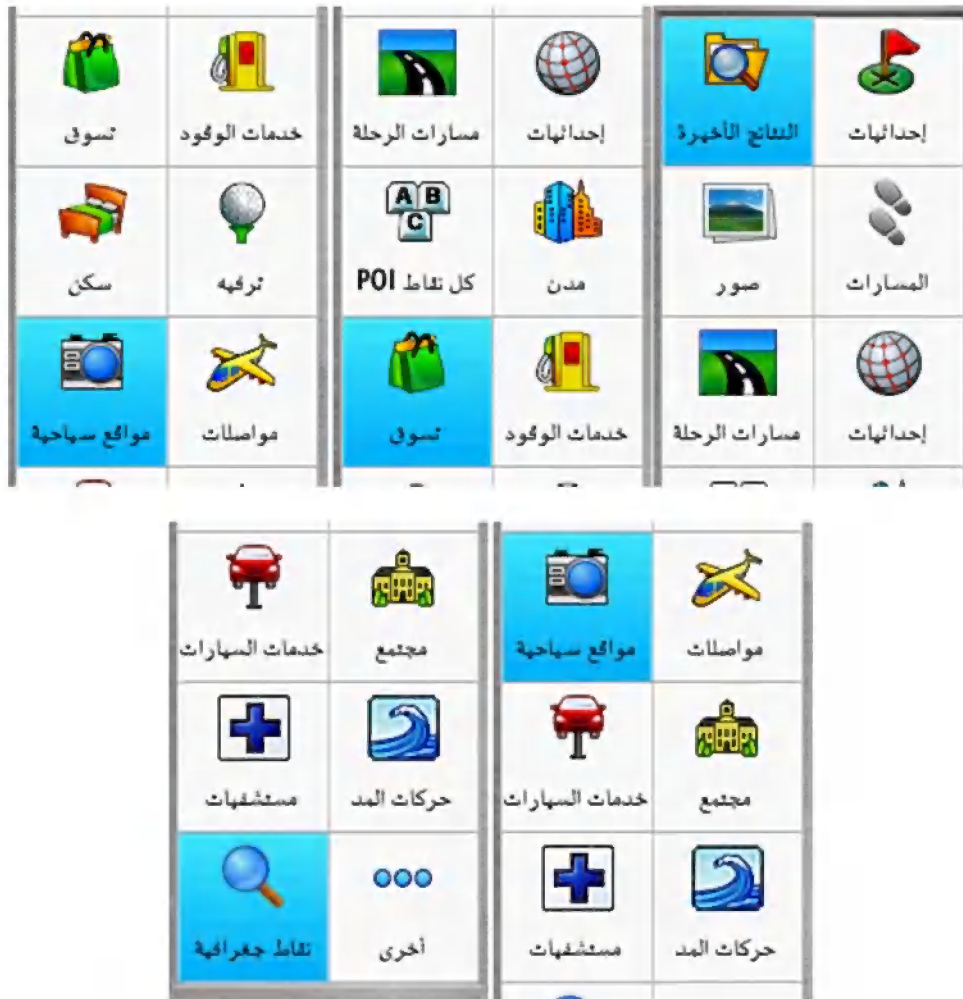 إحداثيات
النتائج الأخيرة
المسارات
صور
إحداثيات
مسارات الرحلة
إحداثيات
مسارات الرحلة
مدن
كل نقاط POI
A B
C
خدمات الوقود
تسوق
خدمات الوقود
تسوق
ترفيه
سكن
مواصلات
مواقع سياحية
مواصلات
مواقع سياحية
مجتمع
خدمات السيارات
حركات المد
مستشفيات
مجتمع
خدمات السيارات
حركات المد
مستشفيات
أخرى
نقاط جغرافية